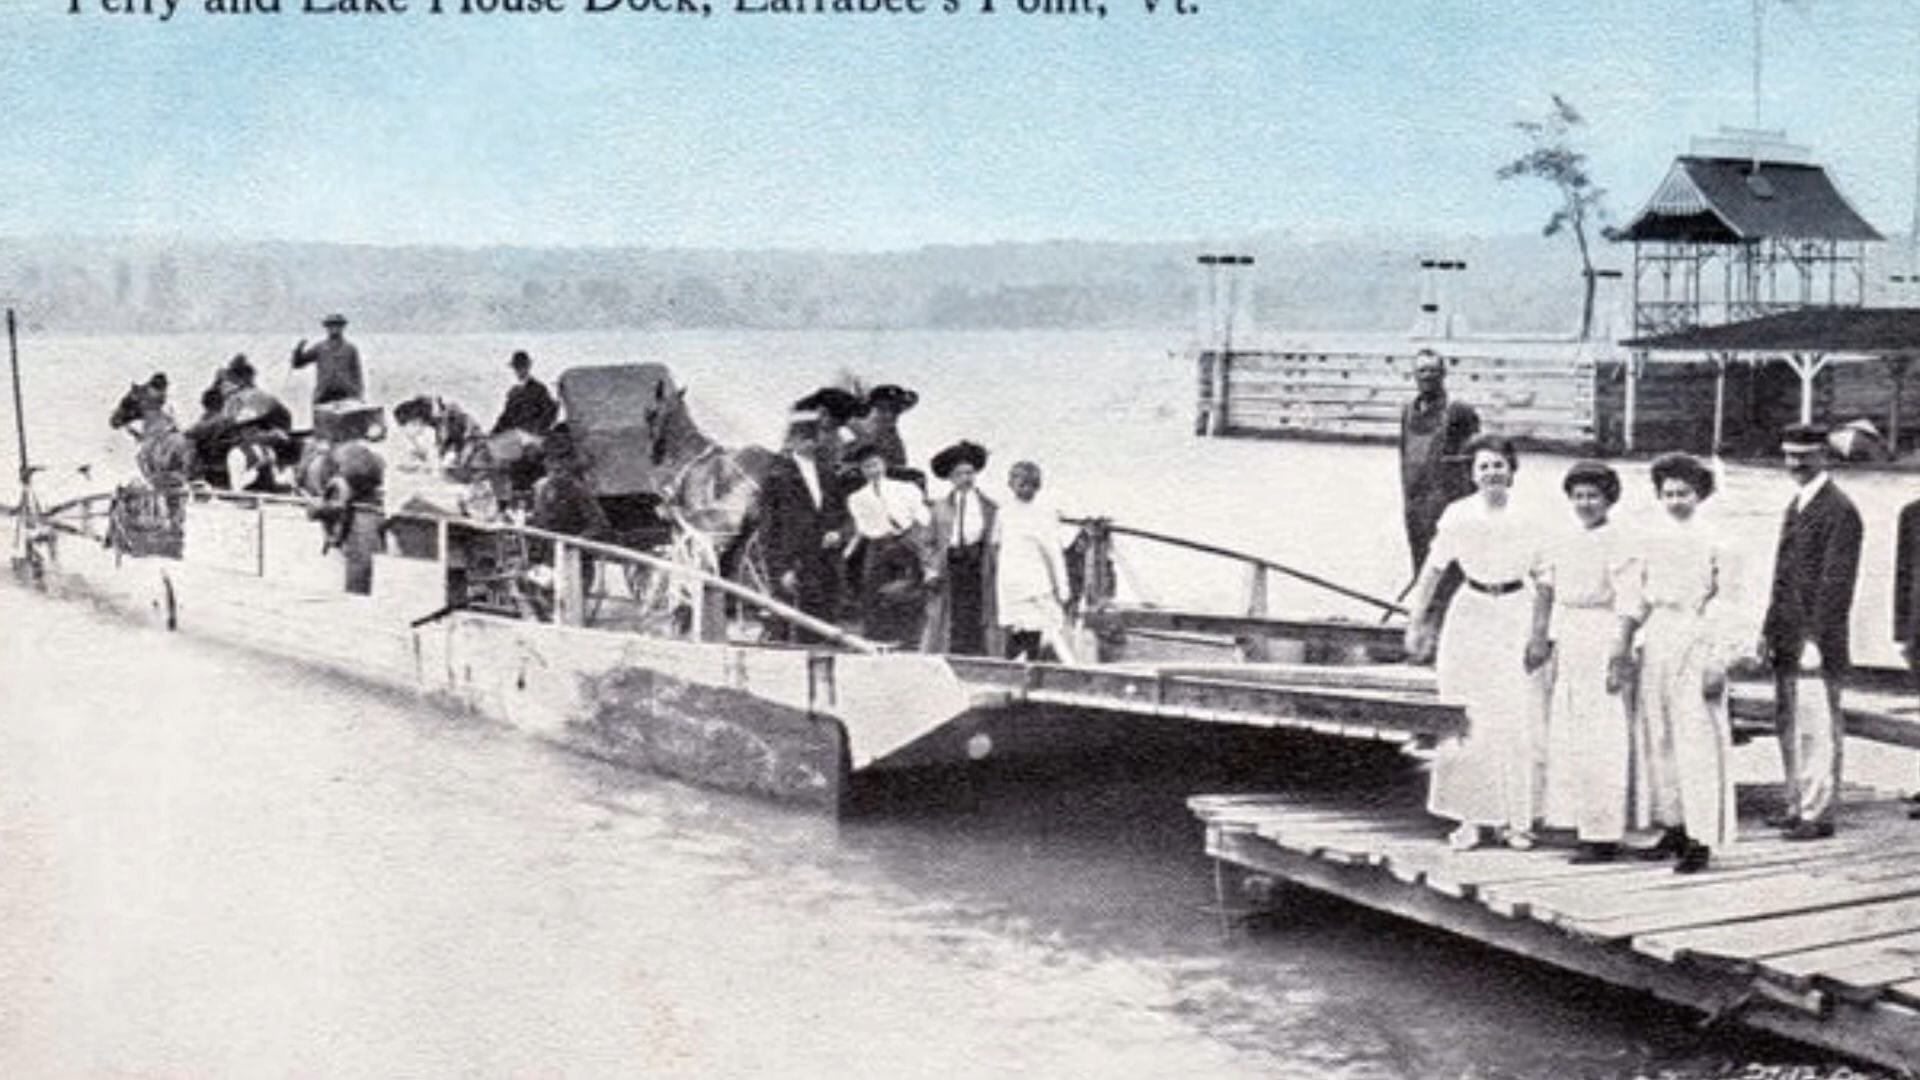 Ferry and Lake House Dock, Larrabee's Point, Vt.